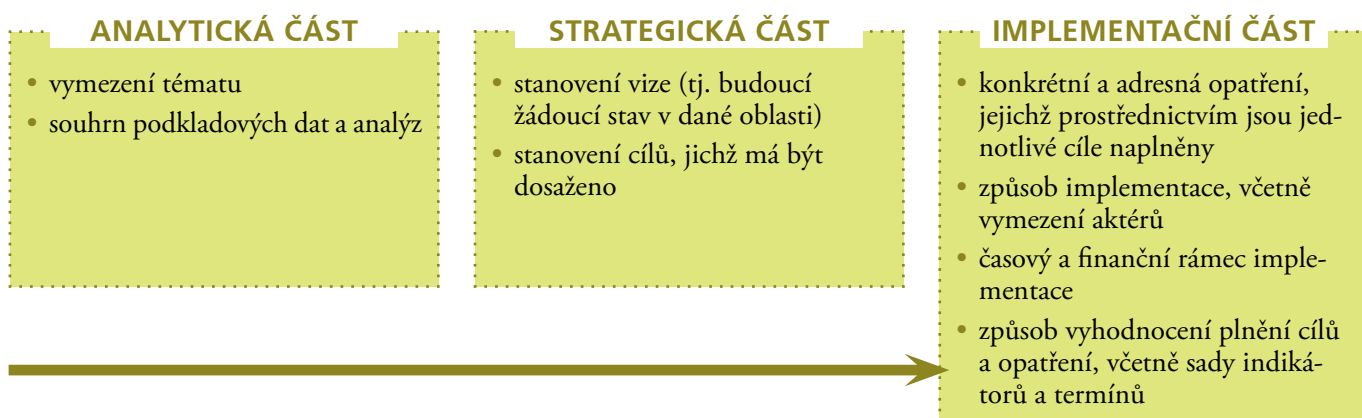 ANALYTICKÁ ČÁST
• vymezení tématu
• souhrn podkladových dat a analýz
STRATEGICKÁ ČÁST
• stanovení vize (tj. budoucí
žádoucí stav v dané oblasti)
• stanovení cílů, jichž má být
dosaženo
IMPLEMENTAČNÍ ČÁST
• konkrétní a adresná opatření,
jejichž prostřednictvím jsou jed-
notlivé cíle naplněny
• způsob implementace, včetně
vymezení aktérů
• časový a finanční rámec imple-
mentace
• způsob vyhodnocení plnění cílů
a opatření, včetně sady indiká-
torů a termínů